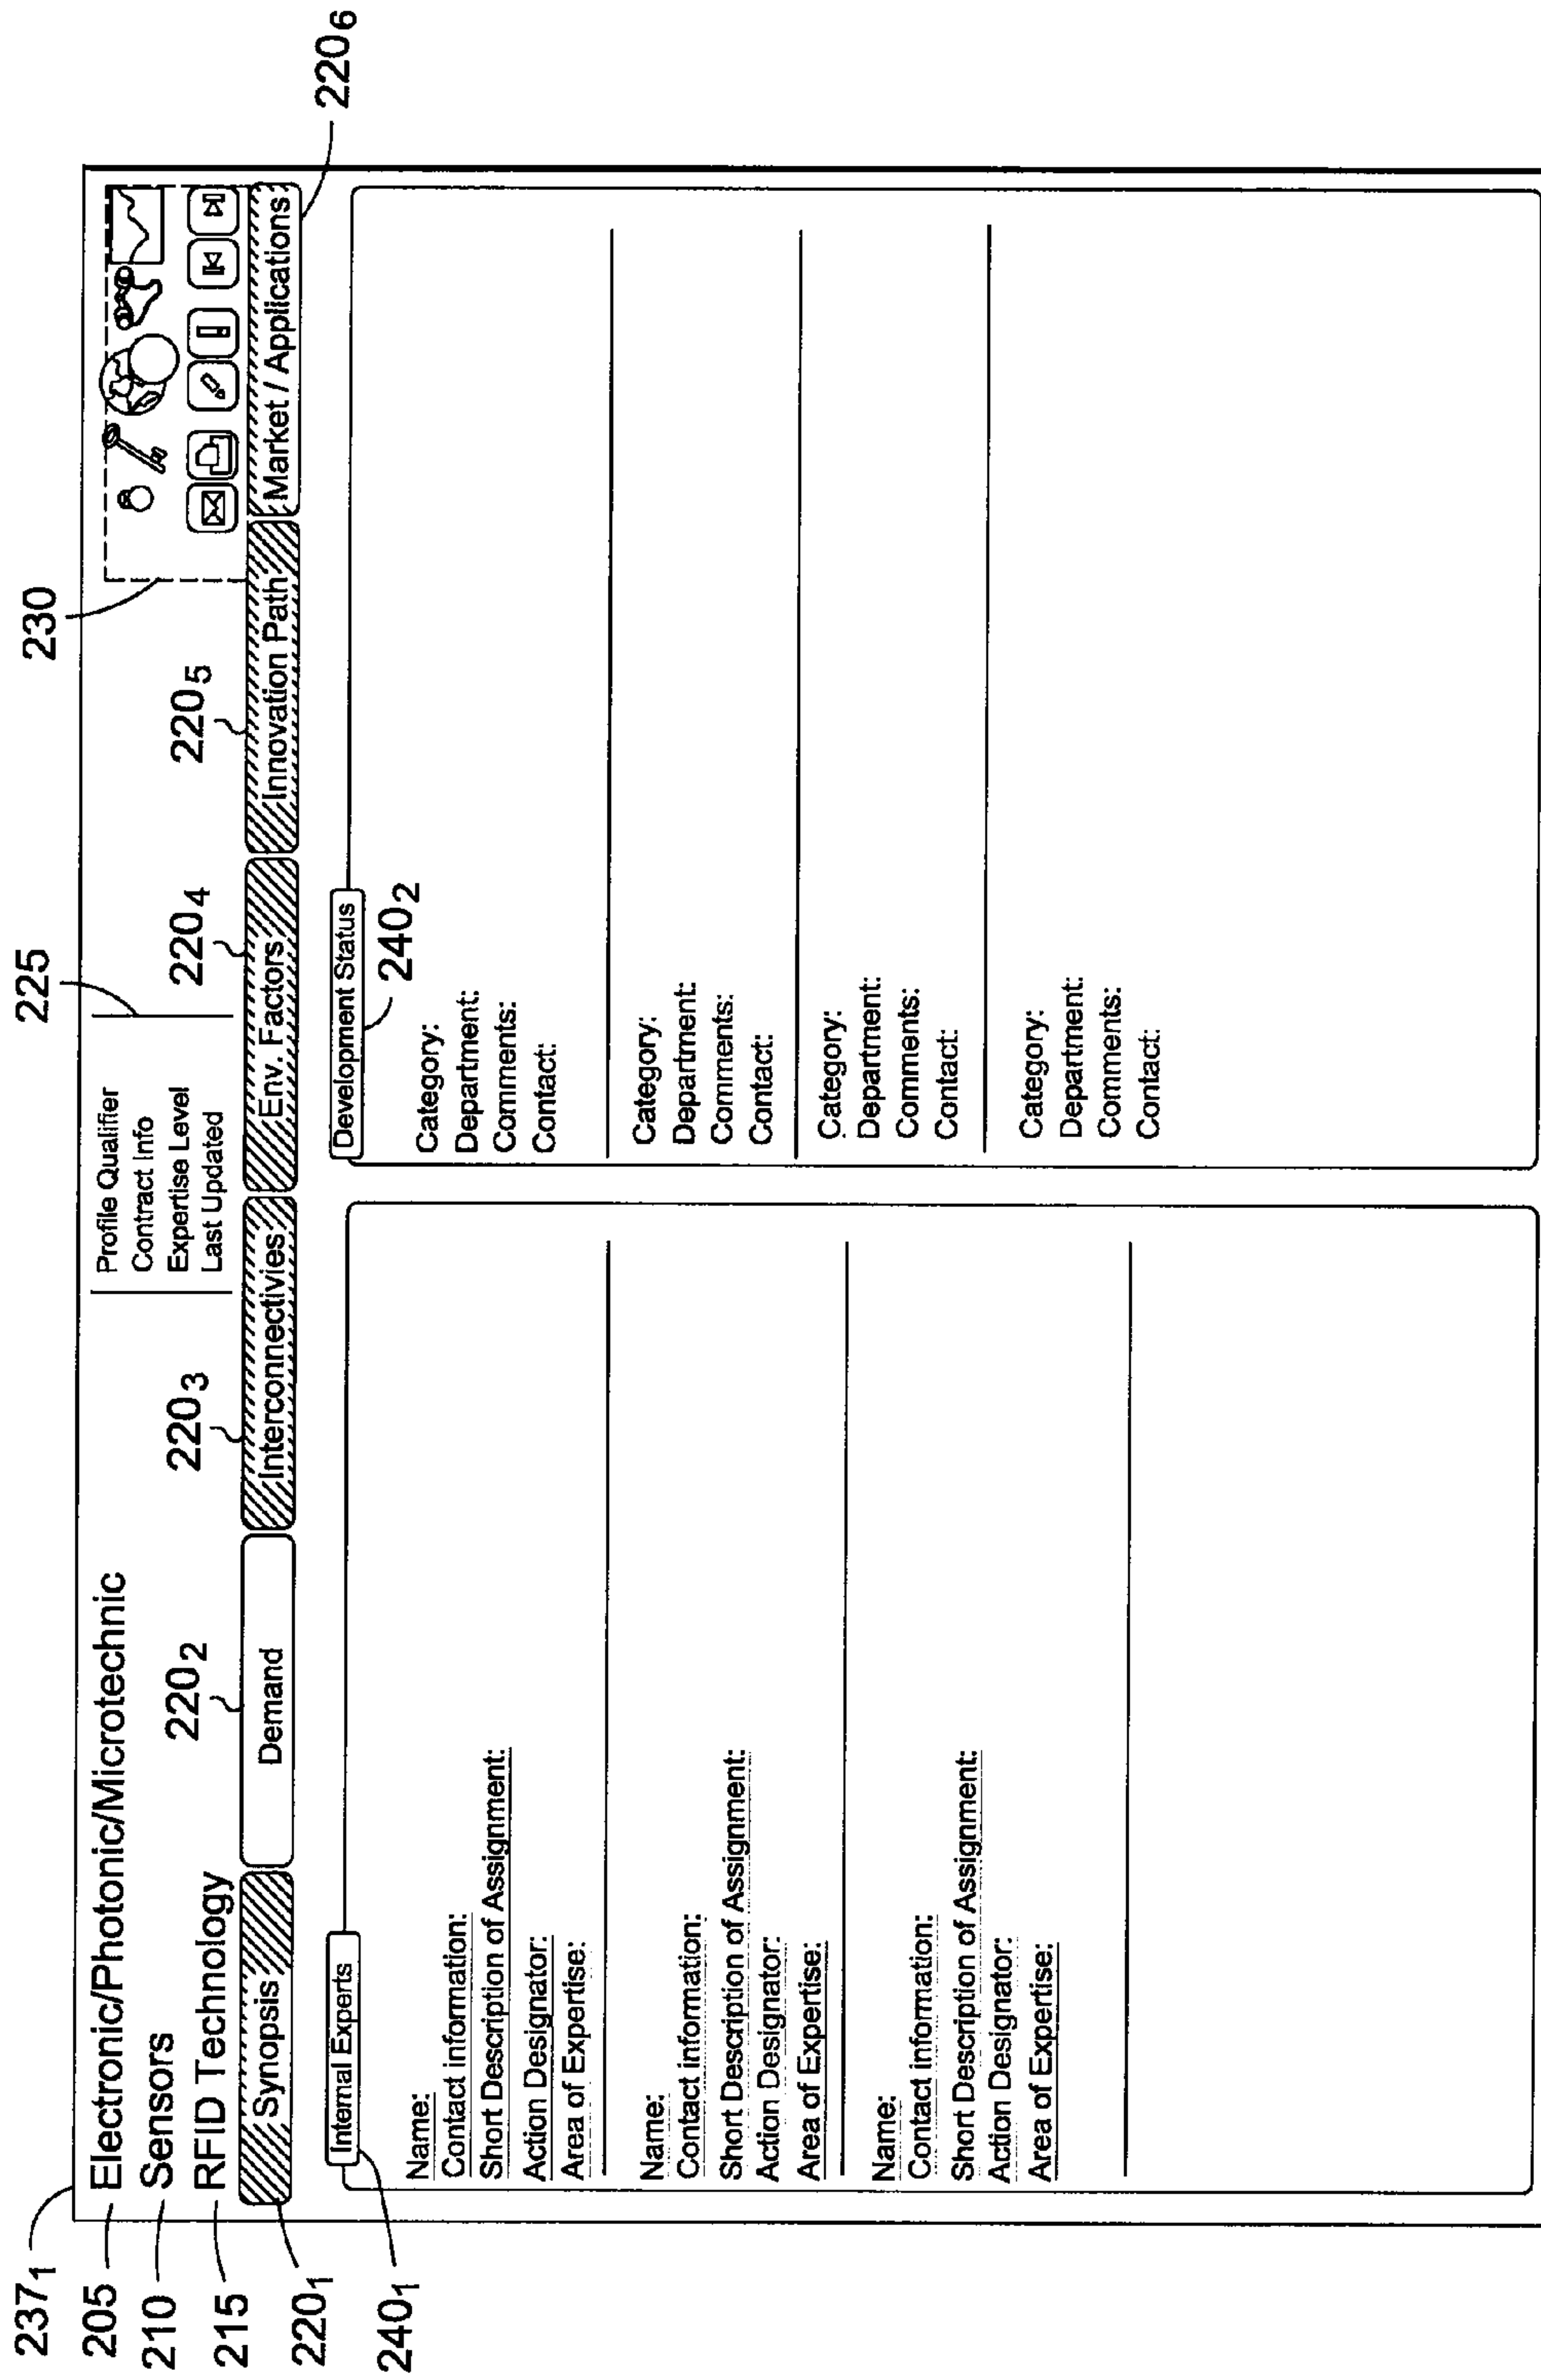 237₁
205 Electronic/Photonic/Microtechnic
210 Sensors
215 RFID Technology
225
Profile Qualifier
Contract Info
Expertise Level
Last Updated
230
220₁ Synopsis
220₂ Demand
220₃ Interconnectivies
220₄ Env. Factors
220₅ Innovation Path
220₆ Market / Applications
240₁ Internal Experts
Name:
Contact information:
Short Description of Assignment:
Action Designator:
Area of Expertise:
Name:
Contact information:
Short Description of Assignment:
Action Designator:
Area of Expertise:
Name:
Contact information:
Short Description of Assignment:
Action Designator:
Area of Expertise:
Development Status
240₂
Category:
Department:
Comments:
Contact:
Category:
Department:
Comments:
Contact:
Category:
Department:
Comments:
Contact:
Category:
Department:
Comments:
Contact: